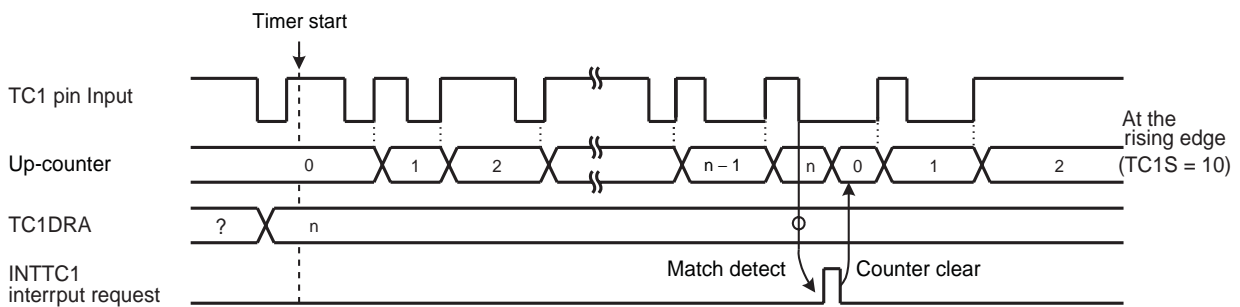 Timer start
TC1 pin Input
At the
rising edge
(TC1S = 10)
Up-counter
0 1 2 n – 1 n 0 1 2
TC1DRA
? n
INTTC1
interrput request
Match detect
Counter clear